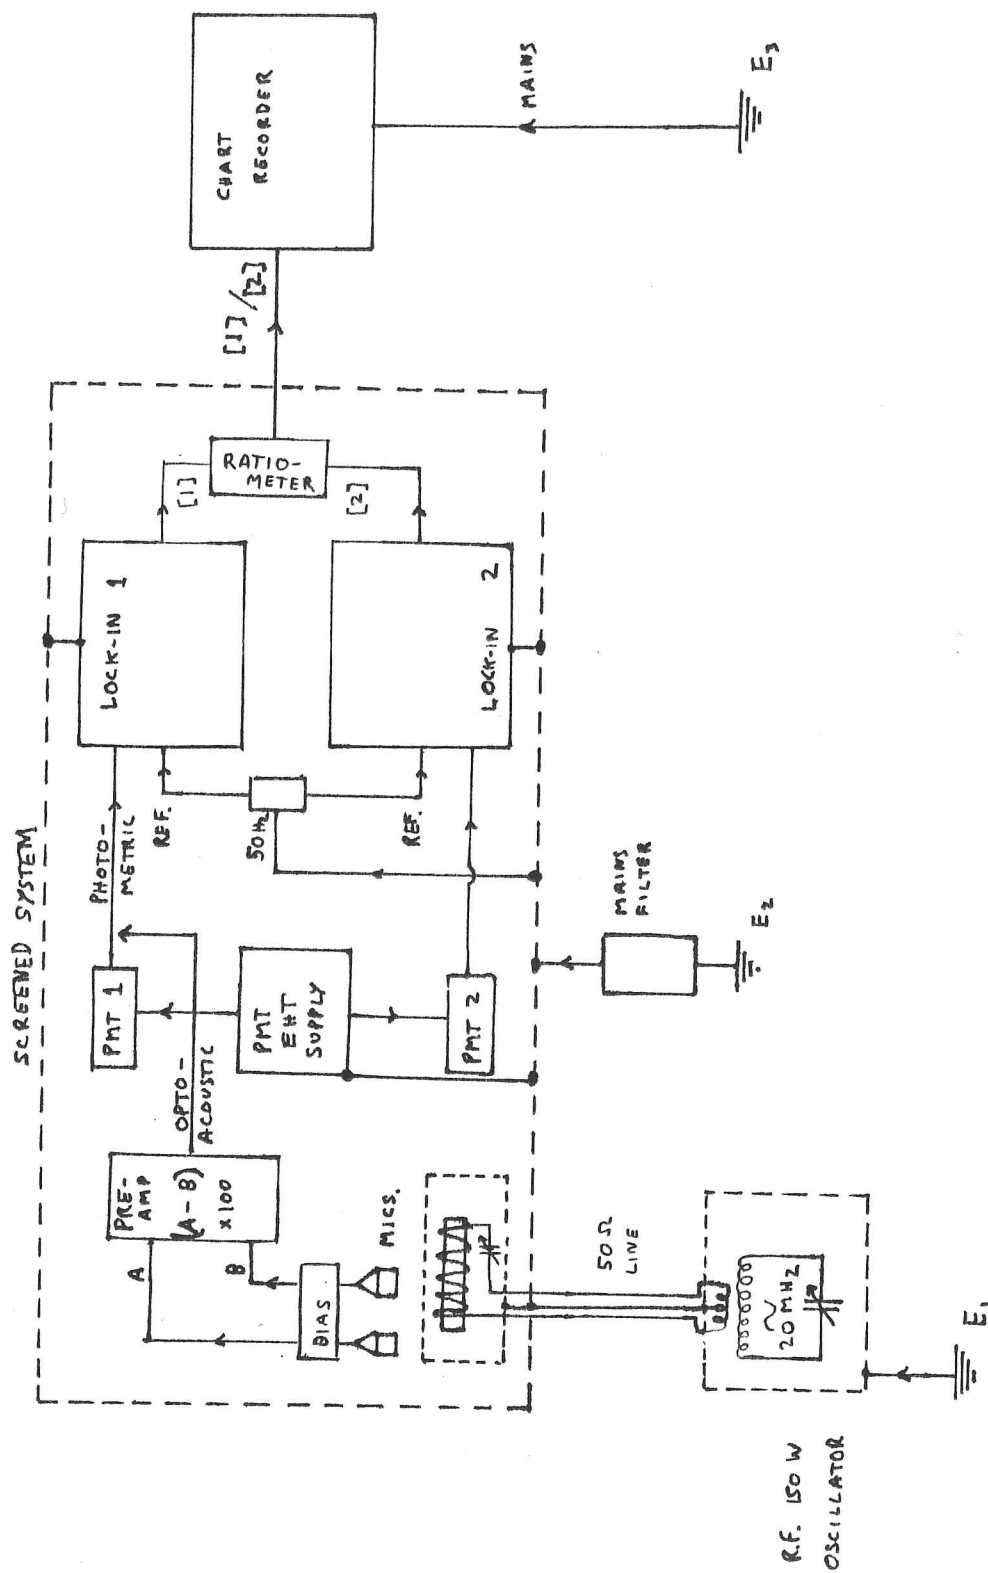 SCREENED SYSTEM
PRE-
AMP
(A-B)
x100
A
B
BIAS
MICS.
OPTO-
ACOUSTIC
PMT 1
PHOTO-
METRIC
PMT
EHT
SUPPLY
PMT 2
REF.
50Hz
REF.
LOCK-IN 1
LOCK-IN 2
[1]
[2]
RATIO-
METER
[1]/[2]
CHART
RECORDER
MAINS
E3
MAINS
FILTER
E2
50Ω
LINE
~
20MHz
E1
R.F. 150W
OSCILLATOR